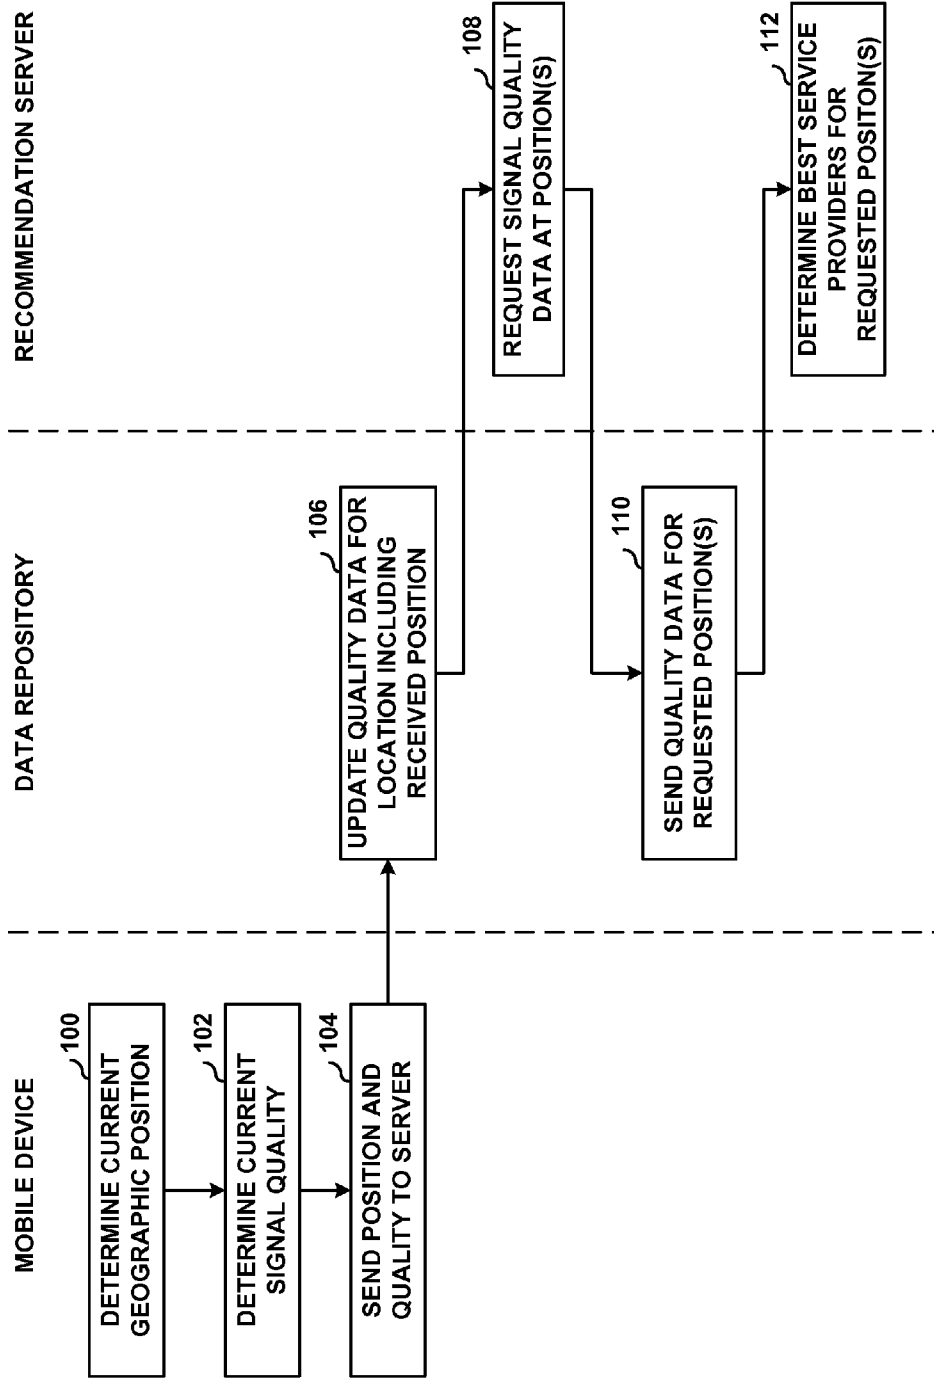 MOBILE DEVICE
DATA REPOSITORY
RECOMMENDATION SERVER
100
DETERMINE CURRENT
GEOGRAPHIC POSITION
102
DETERMINE CURRENT
SIGNAL QUALITY
104
SEND POSITION AND
QUALITY TO SERVER
106
UPDATE QUALITY DATA FOR
LOCATION INCLUDING
RECEIVED POSITION
108
REQUEST SIGNAL QUALITY
DATA AT POSITION(S)
110
SEND QUALITY DATA FOR
REQUESTED POSITION(S)
112
DETERMINE BEST SERVICE
PROVIDERS FOR
REQUESTED POSITON(S)